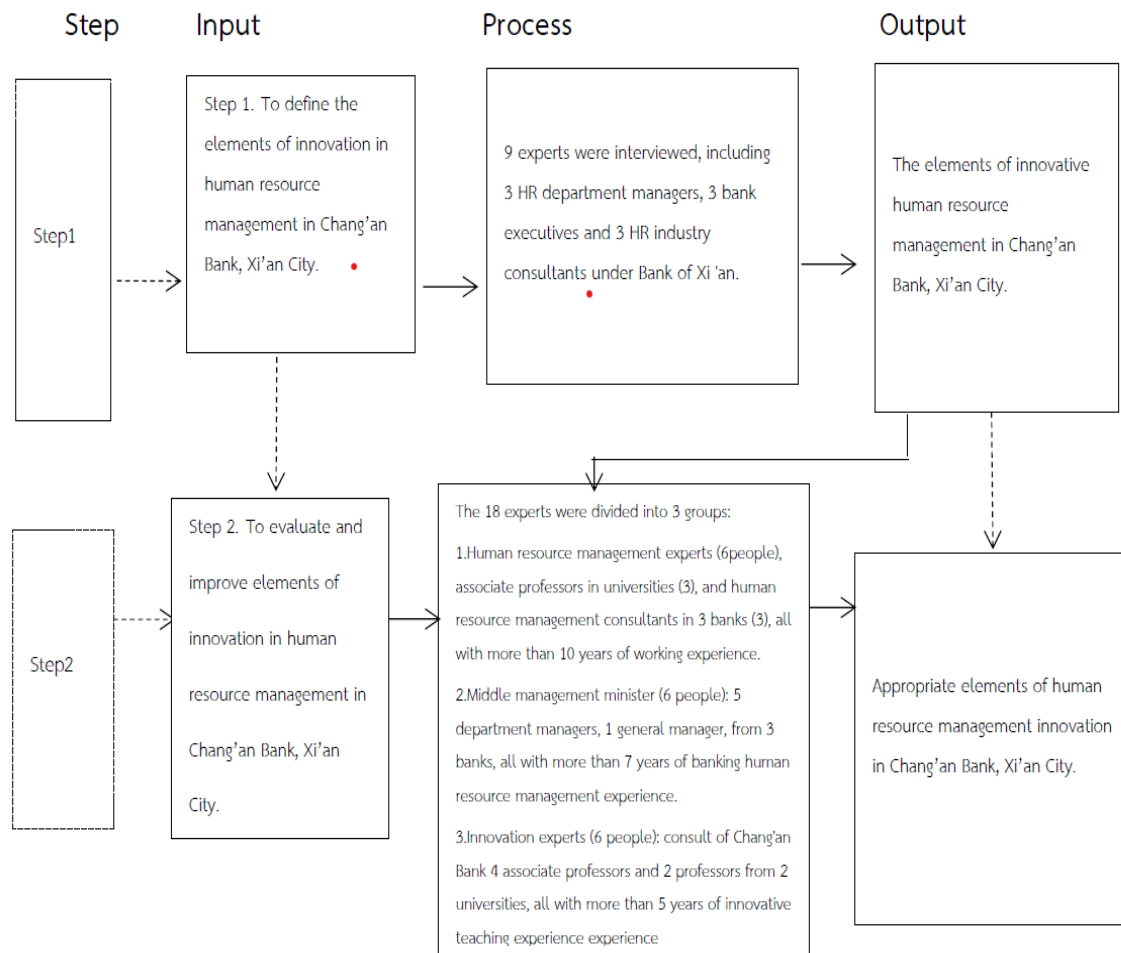 Step Input Process Output
Step1
Step 1. To define the
elements of innovation in
human resource
management in Chang'an
Bank, Xi'an City.
9 experts were interviewed, including
3 HR department managers, 3 bank
executives and 3 HR industry
consultants under Bank of Xi 'an.
The elements of innovative
human resource
management in Chang'an
Bank, Xi'an City.
Step2
Step 2. To evaluate and
improve elements of
innovation in human
resource management in
Chang'an Bank, Xi'an
City.
The 18 experts were divided into 3 groups:
1.Human resource management experts (6people),
associate professors in universities (3), and human
resource management consultants in 3 banks (3), all
with more than 10 years of working experience.
2.Middle management minister (6 people): 5
department managers, 1 general manager, from 3
banks, all with more than 7 years of banking human
resource management experience.
3.Innovation experts (6 people): consult of Chang'an
Bank 4 associate professors and 2 professors from 2
universities, all with more than 5 years of innovative
teaching experience experience
Appropriate elements of human
resource management innovation
in Chang'an Bank, Xi'an City.